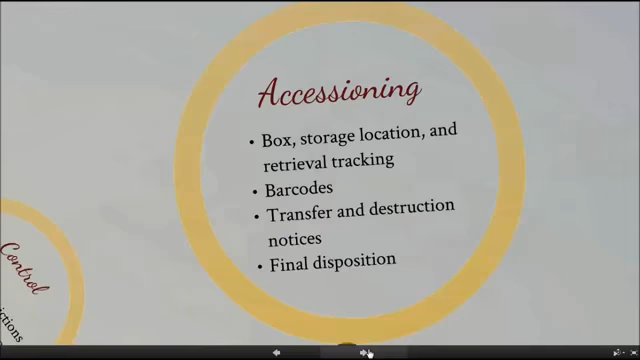 Accessioning
• Box, storage location, and
retrieval tracking
• Barcodes
• Transfer and destruction
notices
• Final disposition
Control